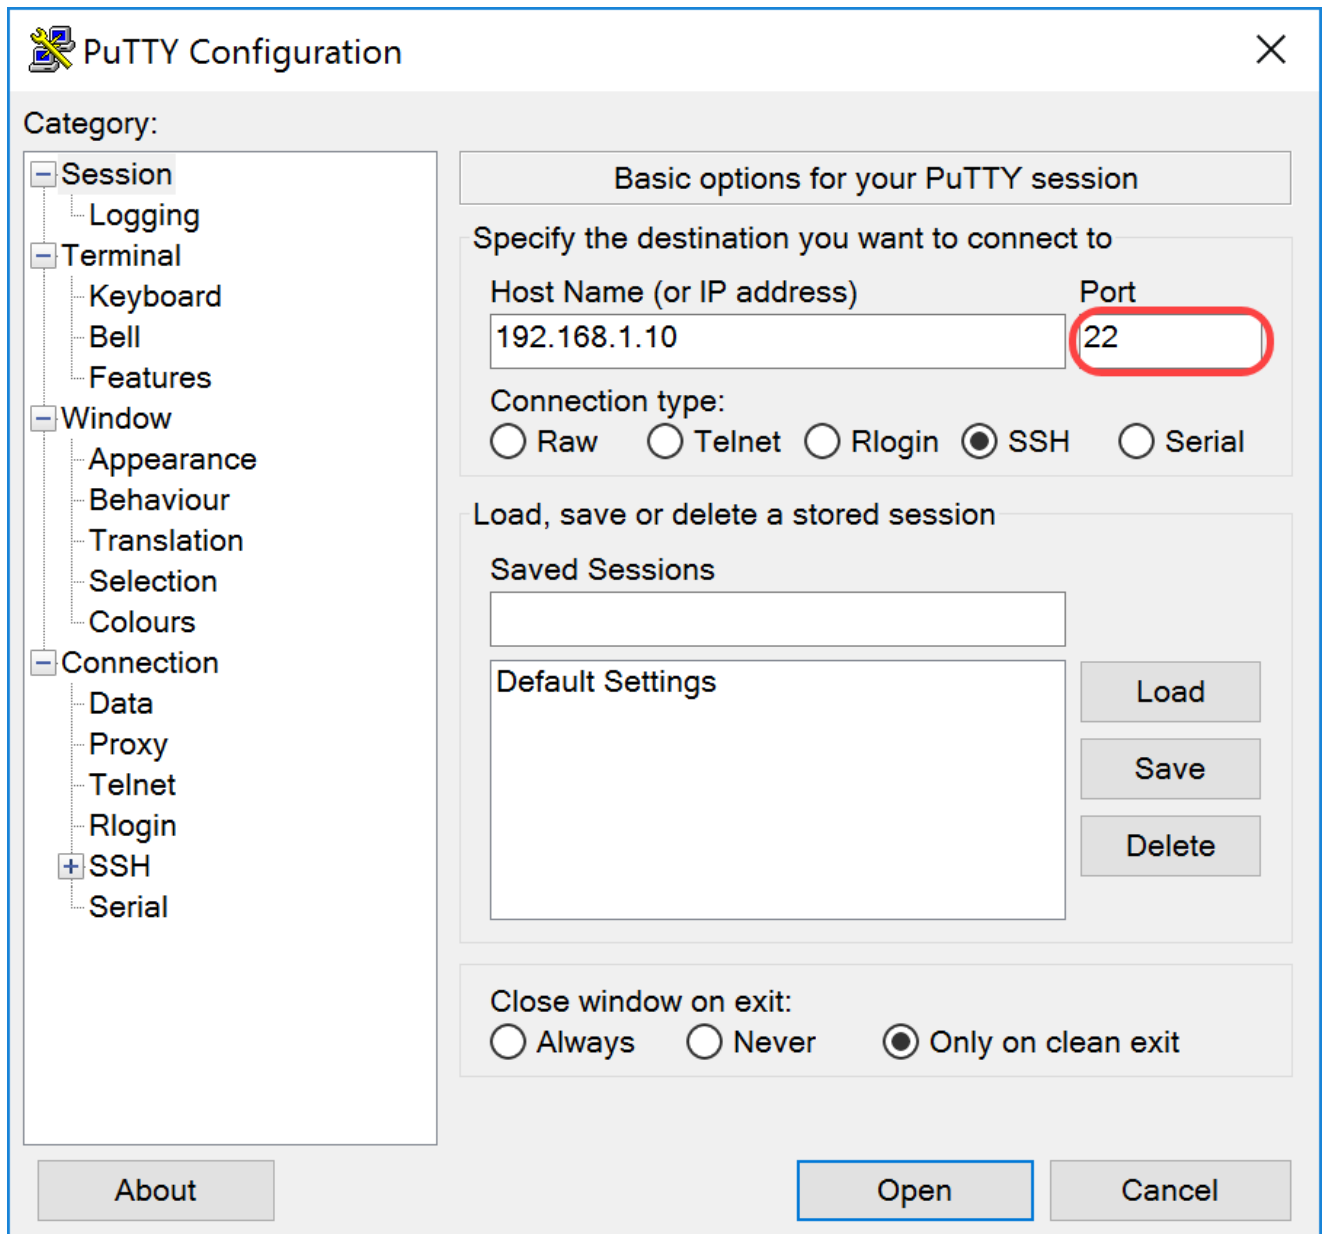 PuTTY Configuration
Category:
Session
Logging
Terminal
Keyboard
Bell
Features
Window
Appearance
Behaviour
Translation
Selection
Colours
Connection
Data
Proxy
Telnet
Rlogin
SSH
Serial
Basic options for your PuTTY session
Specify the destination you want to connect to
Host Name (or IP address) Port
192.168.1.10 22
Connection type:
Raw Telnet Rlogin SSH Serial
Load, save or delete a stored session
Saved Sessions
Default Settings
Load
Save
Delete
Close window on exit:
Always Never Only on clean exit
About Open Cancel